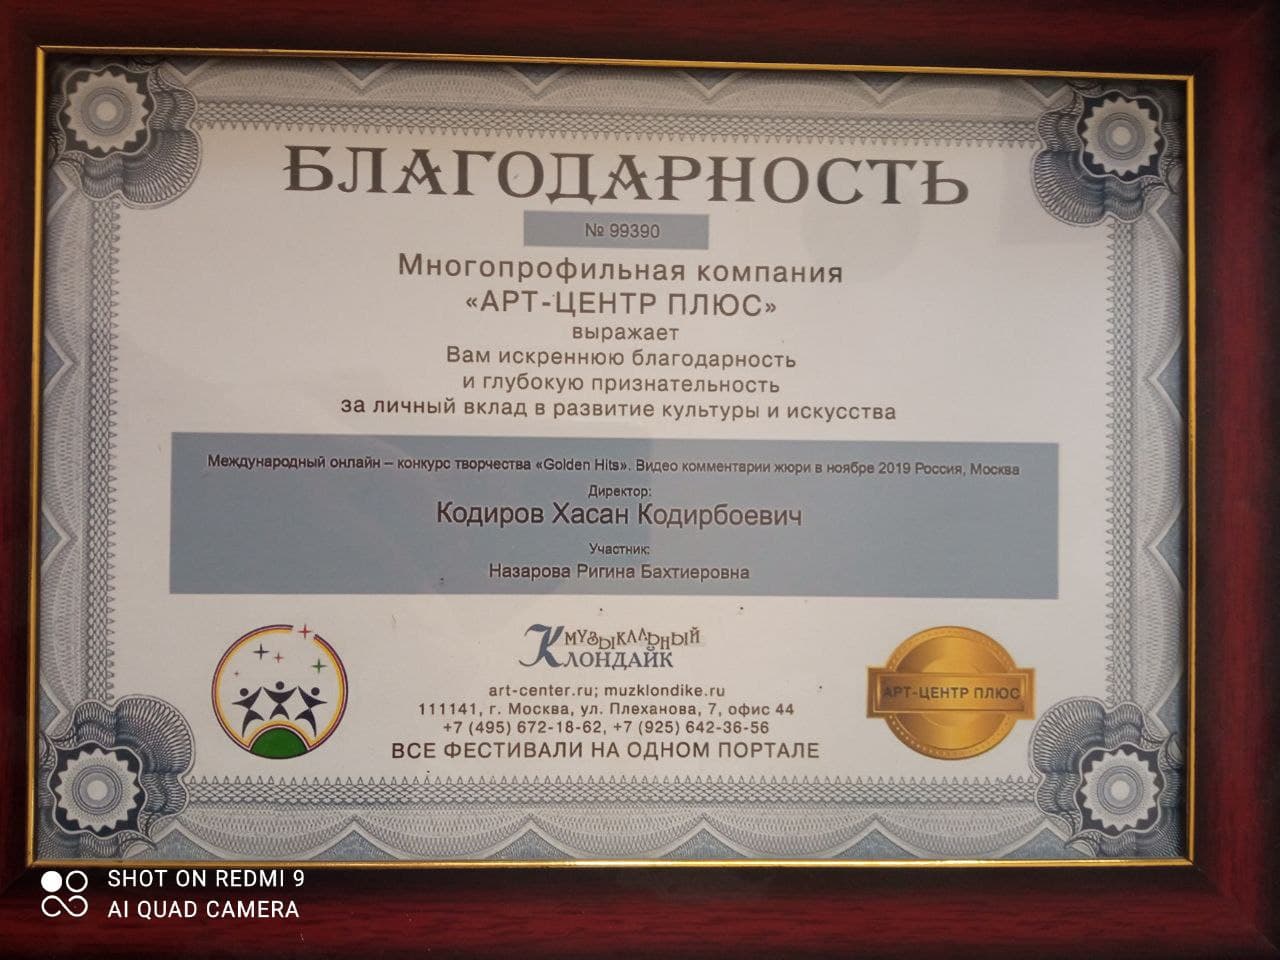 БЛАГОДАРНОСТЬ
№ 99390
Многопрофильная компания
«АРТ-ЦЕНТР ПЛЮС»
выражает
Вам искреннюю благодарность
и глубокую признательность
за личный вклад в развитие культуры и искусства
Международный онлайн – конкурс творчества «Golden Hits». Видео комментарии жюри в ноябре 2019 Россия, Москва
Директор:
Кодиров Хасан Кодирбоевич
Участник:
Назарова Ригина Бахтиеровна
МУЗЫКАЛЬНЫЙ
КЛОНДАЙК
АРТ-ЦЕНТР ПЛЮС
art-center.ru; muzklondike.ru
111141, г. Москва, ул. Плеханова, 7, офис 44
+7 (495) 672-18-62, +7 (925) 642-36-56
ВСЕ ФЕСТИВАЛИ НА ОДНОМ ПОРТАЛЕ
SHOT ON REDMI 9
AI QUAD CAMERA